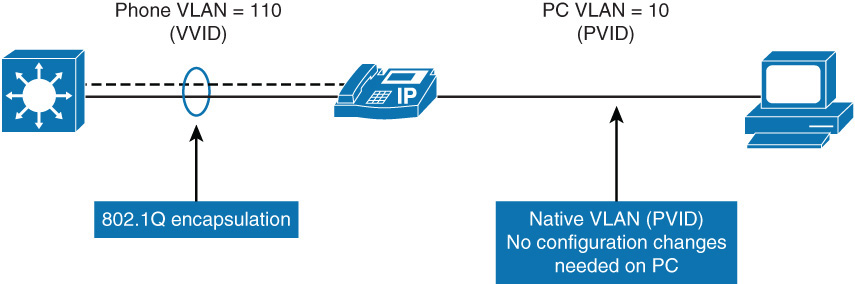 Phone VLAN = 110
(VVID)
PC VLAN = 10
(PVID)
IP
802.1Q encapsulation
Native VLAN (PVID)
No configuration changes
needed on PC